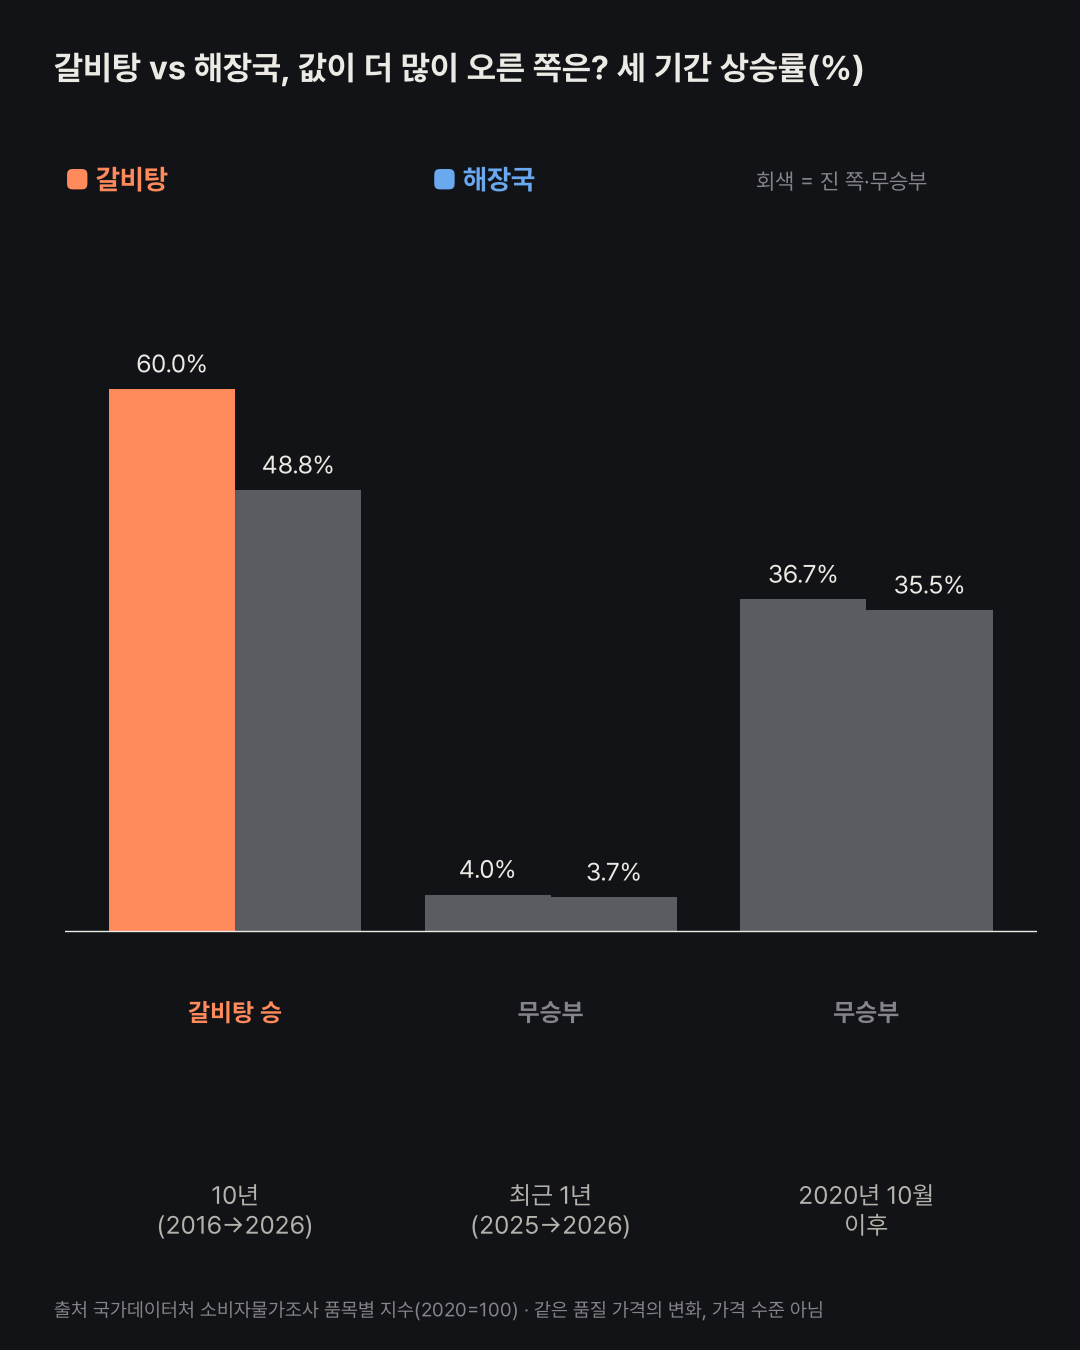 갈비탕 vs 해장국, 값이 더 많이 오른 쪽은? 세 기간 상승률(%)
갈비탕
해장국
회색 = 진 쪽·무승부
60.0%
48.8%
4.0%
3.7%
36.7%
35.5%
갈비탕 승
무승부
무승부
10년
(2016→2026)
최근 1년
(2025→2026)
2020년 10월
이후
출처 국가데이터처 소비자물가조사 품목별 지수(2020=100) · 같은 품질 가격의 변화, 가격 수준 아님